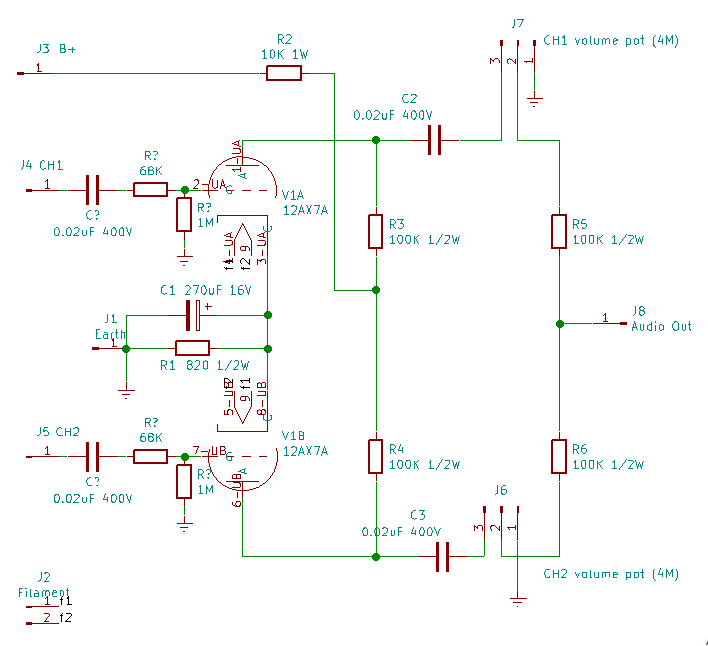 J3 B+
1
R2
10K 1W
J7
CH1 volume pot (4M)
3
2
1
C2
0.02uF 400V
1-UA
A
J4 CH1
1
R?
68K
2-UA
G
V1A
12AX7A
C?
0.02uF 400V
R?
1M
f1 4-UA
f2 9
3-UA
C
R3
100K 1/2W
R5
100K 1/2W
C1 270uF 16V
+
J1
Earth
1
R1 820 1/2W
J8
1
Audio Out
5-UB f2
9 f1
8-UB
C
J5 CH2
1
R?
68K
7-UB
G
V1B
12AX7A
C?
0.02uF 400V
R?
1M
A
6-UB
R4
100K 1/2W
R6
100K 1/2W
C3
0.02uF 400V
J6
3
2
1
CH2 volume pot (4M)
J2
Filament
1 f1
2 f2